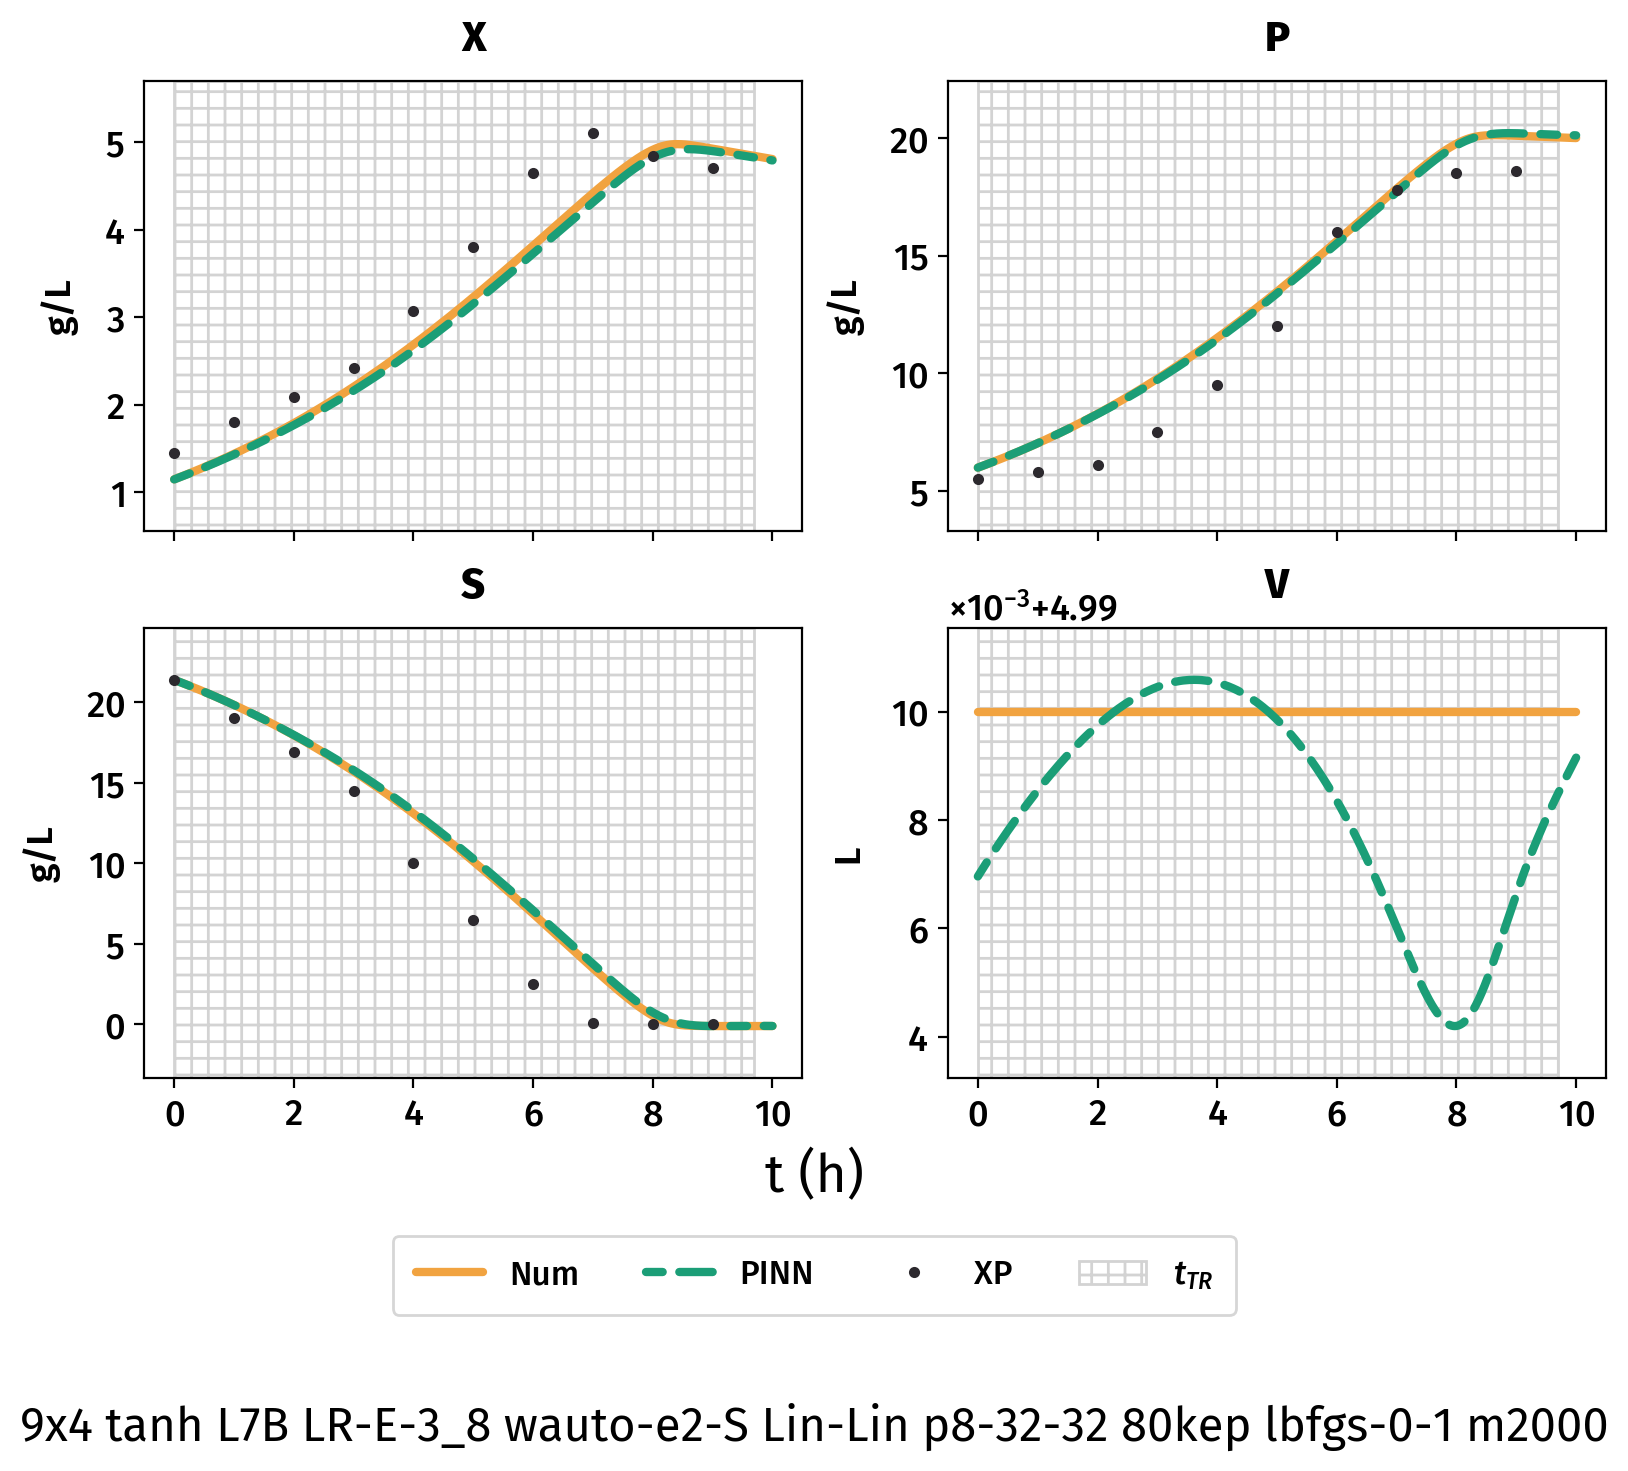 X
P
5
4
3
2
1
g/L
20
15
10
5
g/L
S
V
×10⁻³+4.99
20
15
10
5
0
g/L
10
8
6
4
L
0 2 4 6 8 10
0 2 4 6 8 10
t (h)
Num PINN XP t_TR
9x4 tanh L7B LR-E-3_8 wauto-e2-S Lin-Lin p8-32-32 80kep lbfgs-0-1 m2000